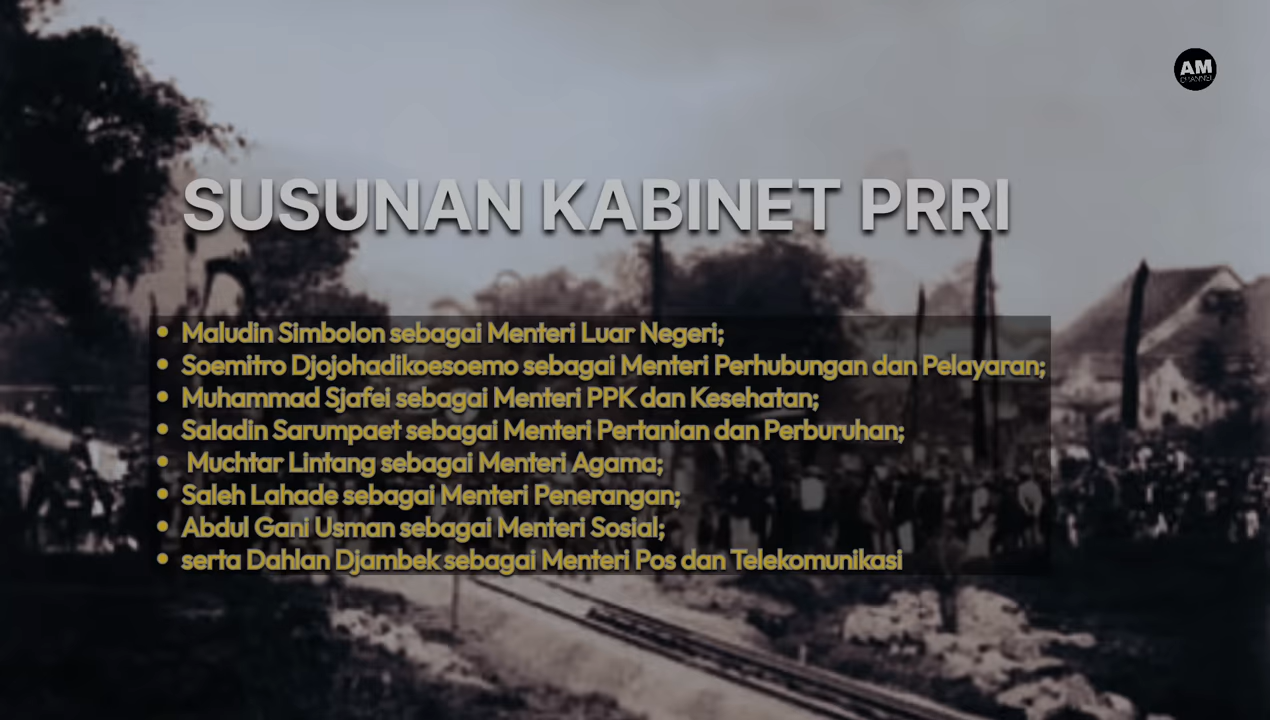 AM
CHANNEL
SUSUNAN KABINET PRRI
• Maludin Simbolon sebagai Menteri Luar Negeri;
• Soemitro Djojohadikoesoemo sebagai Menteri Perhubungan dan Pelayaran;
• Muhammad Sjafei sebagai Menteri PPK dan Kesehatan;
• Saladin Sarumpaet sebagai Menteri Pertanian dan Perburuhan;
• Muchtar Lintang sebagai Menteri Agama;
• Saleh Lahade sebagai Menteri Penerangan;
• Abdul Gani Usman sebagai Menteri Sosial;
• serta Dahlan Djambek sebagai Menteri Pos dan Telekomunikasi